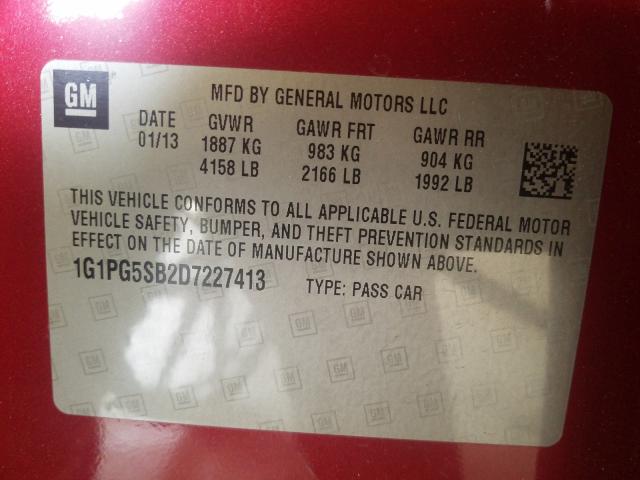 GM
MFD BY GENERAL MOTORS LLC
DATE GVWR GAWR FRT GAWR RR
01/13 1887 KG 983 KG 904 KG
4158 LB 2166 LB 1992 LB
THIS VEHICLE CONFORMS TO ALL APPLICABLE U.S. FEDERAL MOTOR
VEHICLE SAFETY, BUMPER, AND THEFT PREVENTION STANDARDS IN
EFFECT ON THE DATE OF MANUFACTURE SHOWN ABOVE.
1G1PG5SB2D7227413 TYPE: PASS CAR